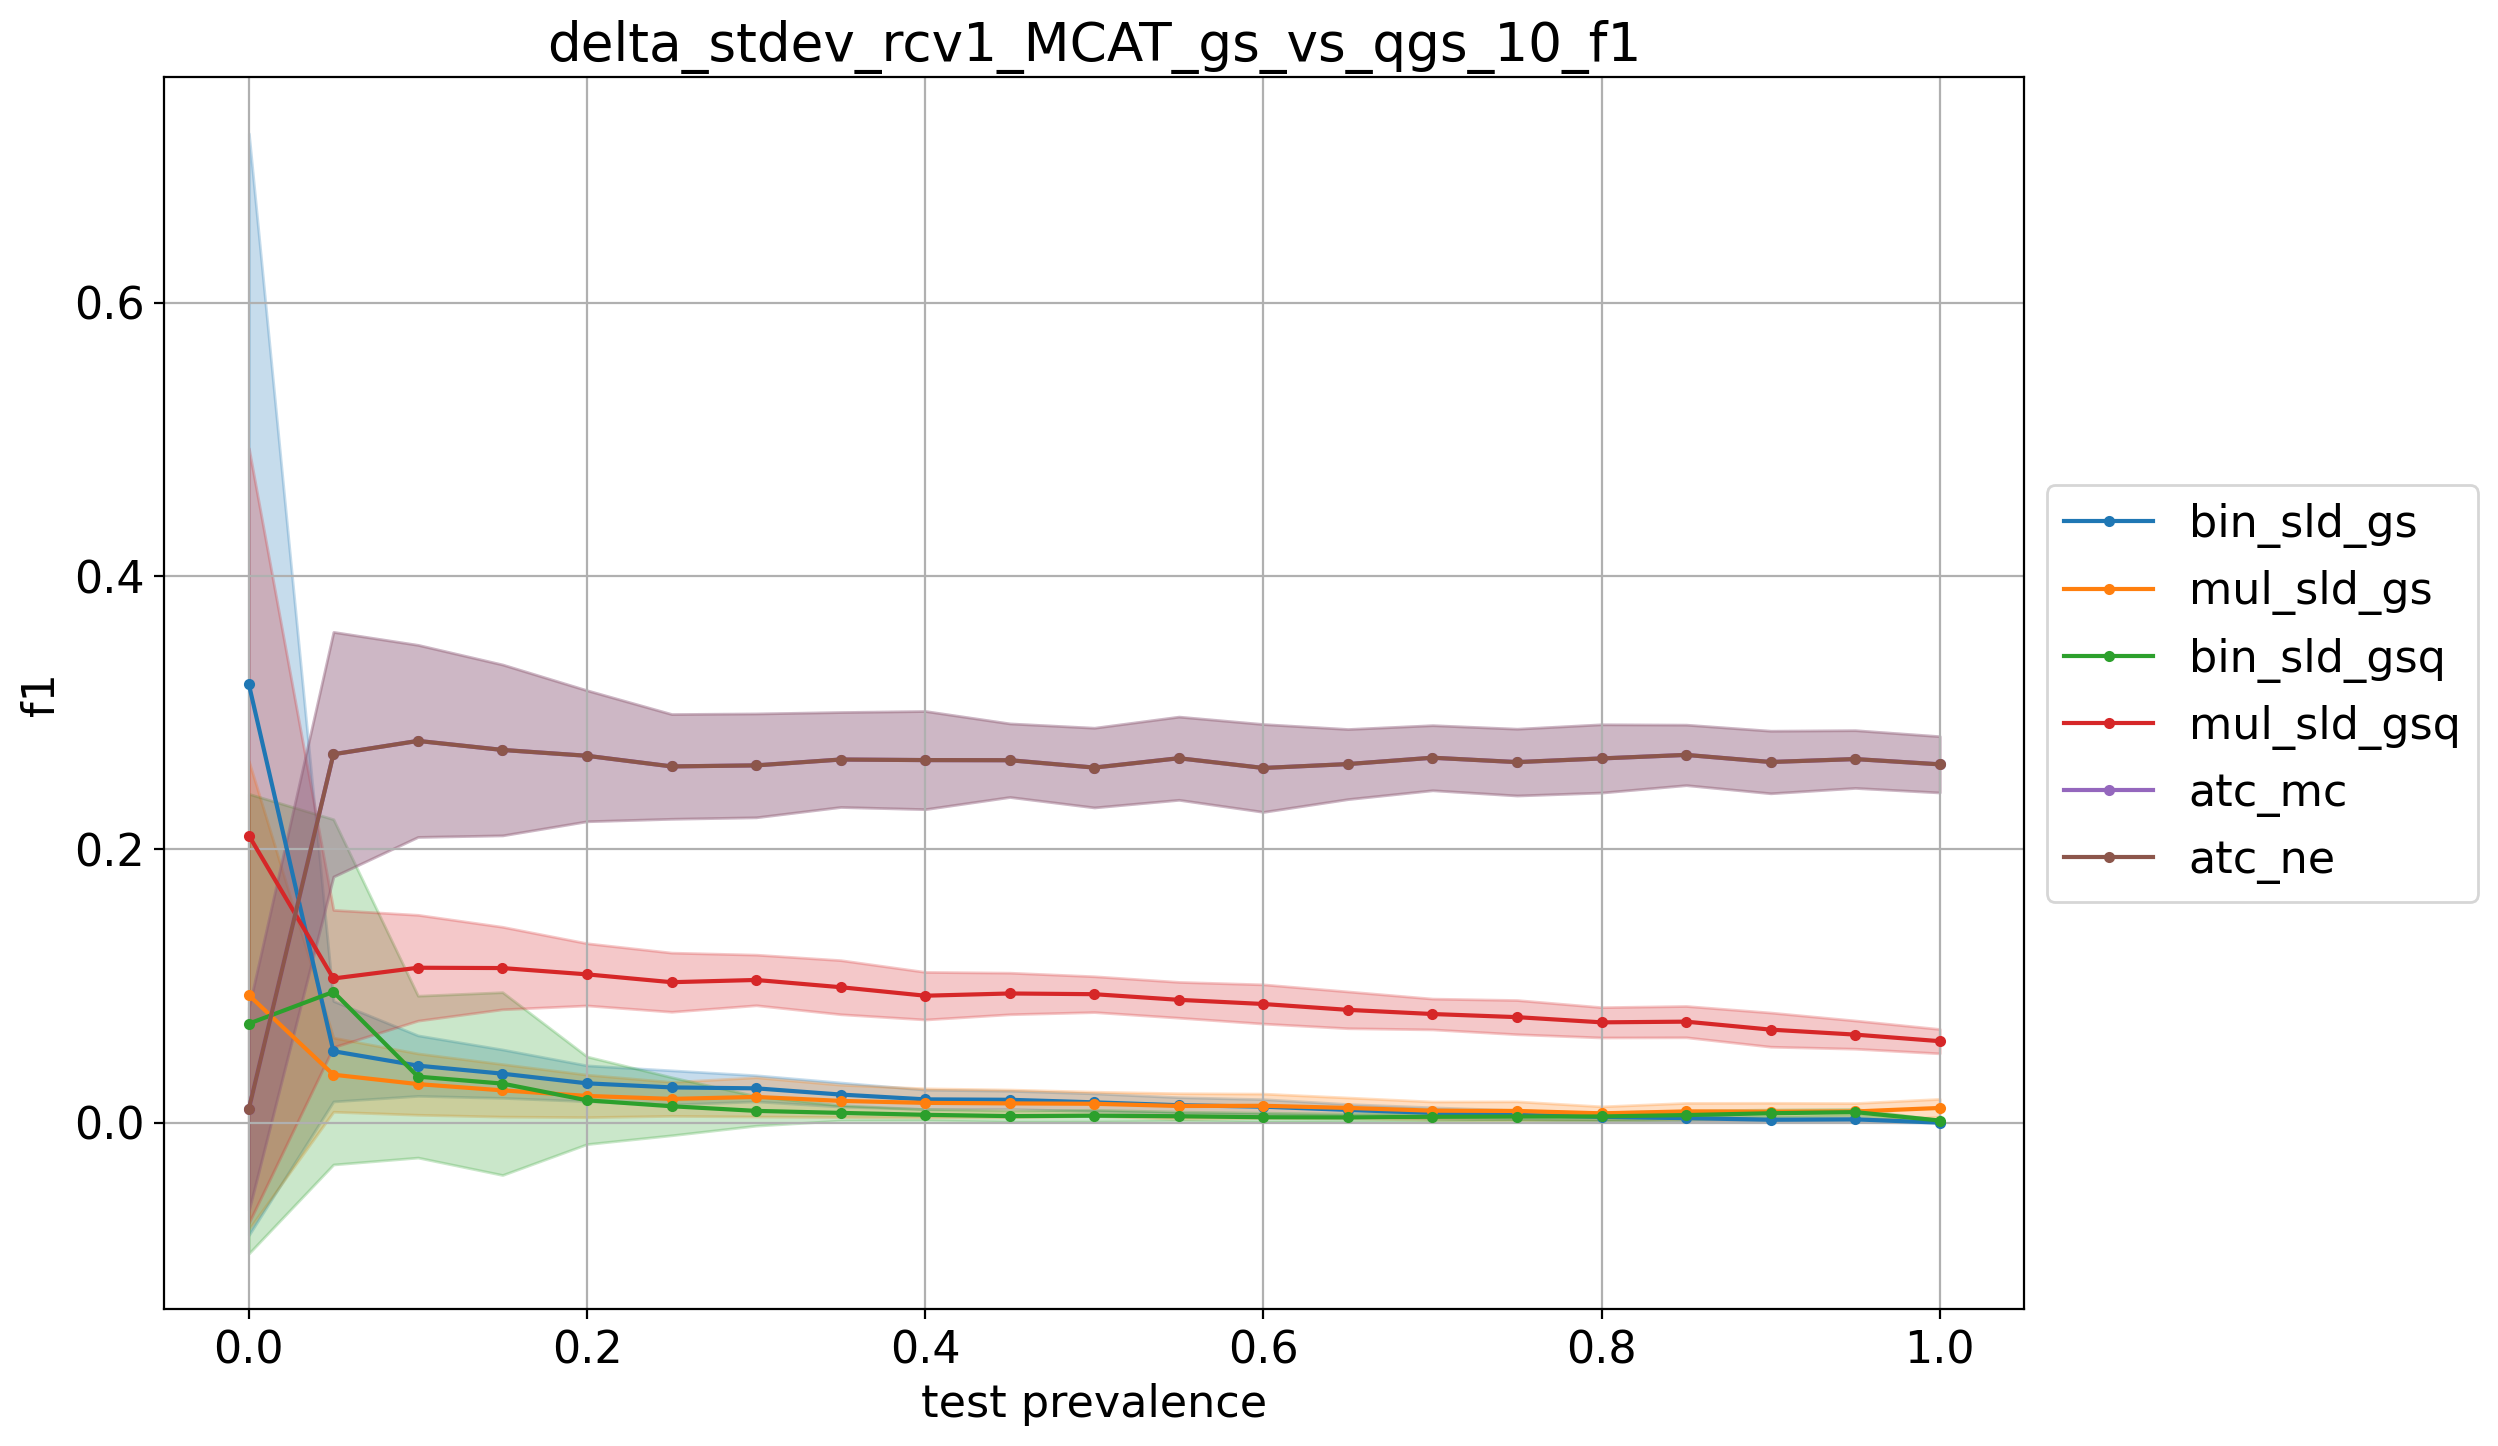 delta_stdev_rcv1_MCAT_gs_vs_qgs_10_f1
f1
0.6
0.4
0.2
0.0
0.0 0.2 0.4 0.6 0.8 1.0
test prevalence
bin_sld_gs
mul_sld_gs
bin_sld_gsq
mul_sld_gsq
atc_mc
atc_ne